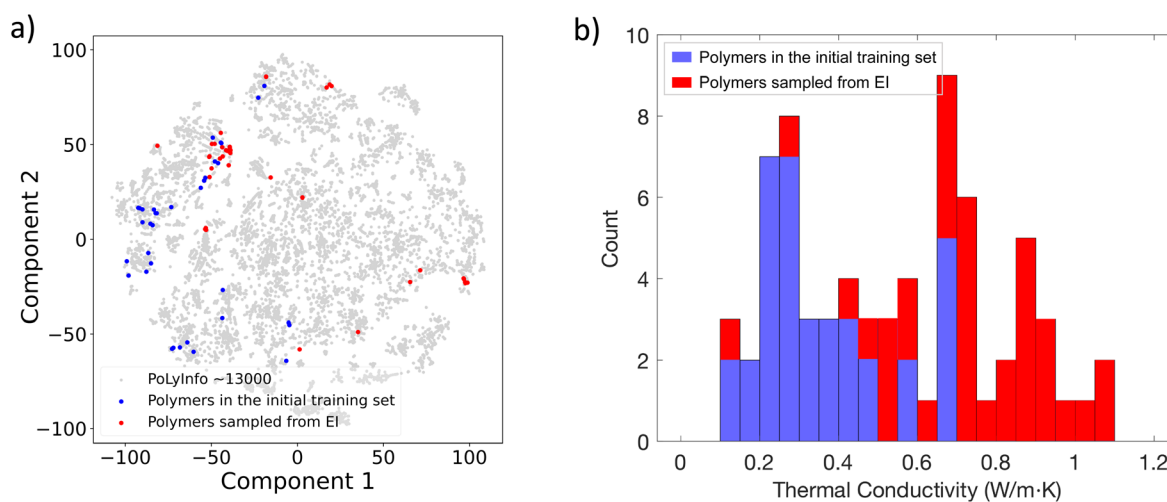 a)
100
50
0
−50
−100
Component 2
PoLyInfo ~13000
Polymers in the initial training set
Polymers sampled from EI
−100
−50
0
50
100
Component 1
b)
10
8
6
4
2
0
Count
Polymers in the initial training set
Polymers sampled from EI
0
0.2
0.4
0.6
0.8
1
1.2
Thermal Conductivity (W/m·K)